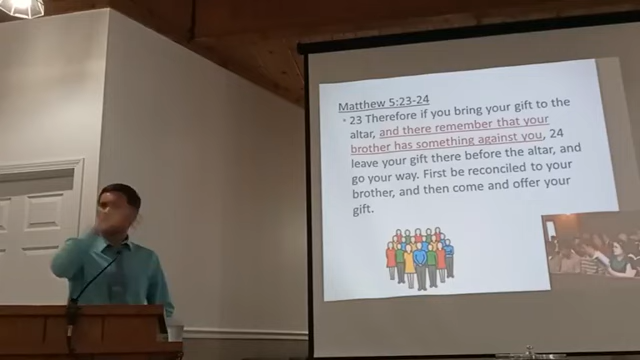 Matthew 5:23-24
• 23 Therefore if you bring your gift to the
altar, and there remember that your
brother has something against you, 24
leave your gift there before the altar, and
go your way. First be reconciled to your
brother, and then come and offer your
gift.